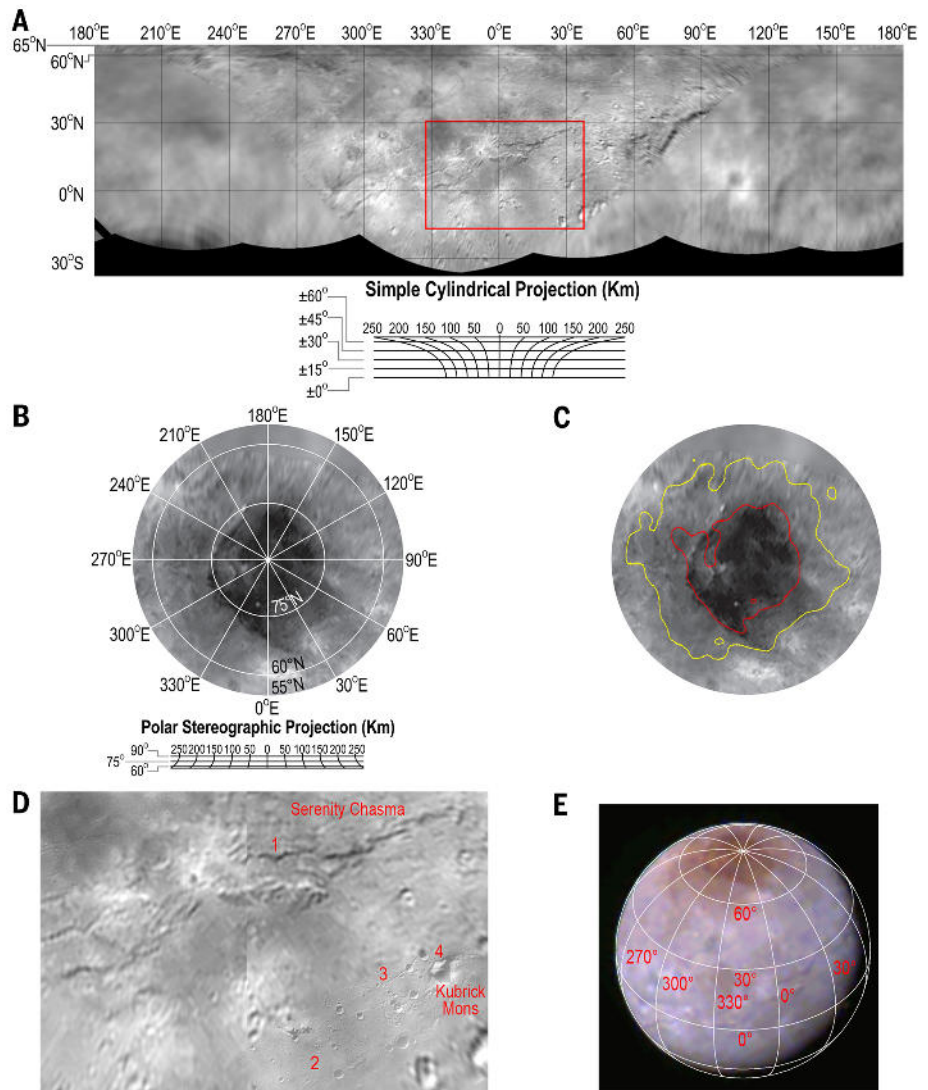 A
180°E 210°E 240°E 270°E 300°E 330°E 0°E 30°E 60°E 90°E 120°E 150°E 180°E
65°N
60°N
30°N
0°N
30°S
Simple Cylindrical Projection (Km)
±60°
±45°
±30°
±15°
±0°
250 200 150 100 50 0 50 100 150 200 250
B
180°E
210°E 150°E
240°E 120°E
270°E 90°E
300°E 60°E
330°E 30°E
0°E
75°N
60°N
55°N
Polar Stereographic Projection (Km)
90°
75°
60°
250 200 150 100 50 0 50 100 150 200 250
C
D
Serenity Chasma
1
4
3
Kubrick
Mons
2
E
60°
270°
300°
30°
330°
0°
30°
0°